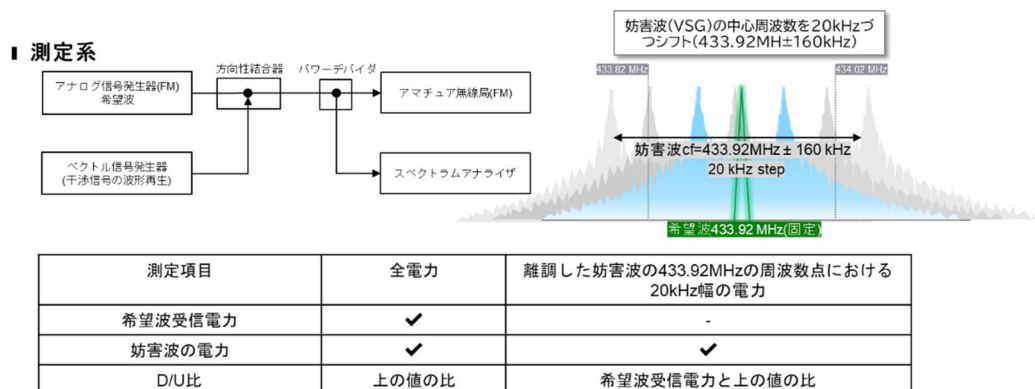 妨害波(VSG)の中心周波数を20kHzづ
つシフト(433.92MH±160kHz)
測定系
方向性結合器
パワーデバイダ
アナログ信号発生器(FM)
希望波
アマチュア無線局(FM)
ベクトル信号発生器
(干渉信号の波形再生)
スペクトラムアナライザ
433.82 MHz
434.02 MHz
妨害波cf=433.92MHz ± 160 kHz
20 kHz step
希望波433.92 MHz(固定)
測定項目
全電力
離調した妨害波の433.92MHzの周波数点における
20kHz幅の電力
希望波受信電力
✓
-
妨害波の電力
✓
✓
D/U比
上の値の比
希望波受信電力と上の値の比